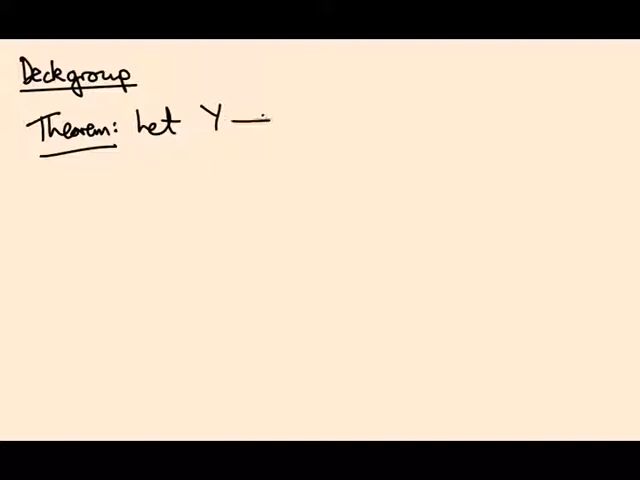 Deckgroup
Theorem: Let Y —